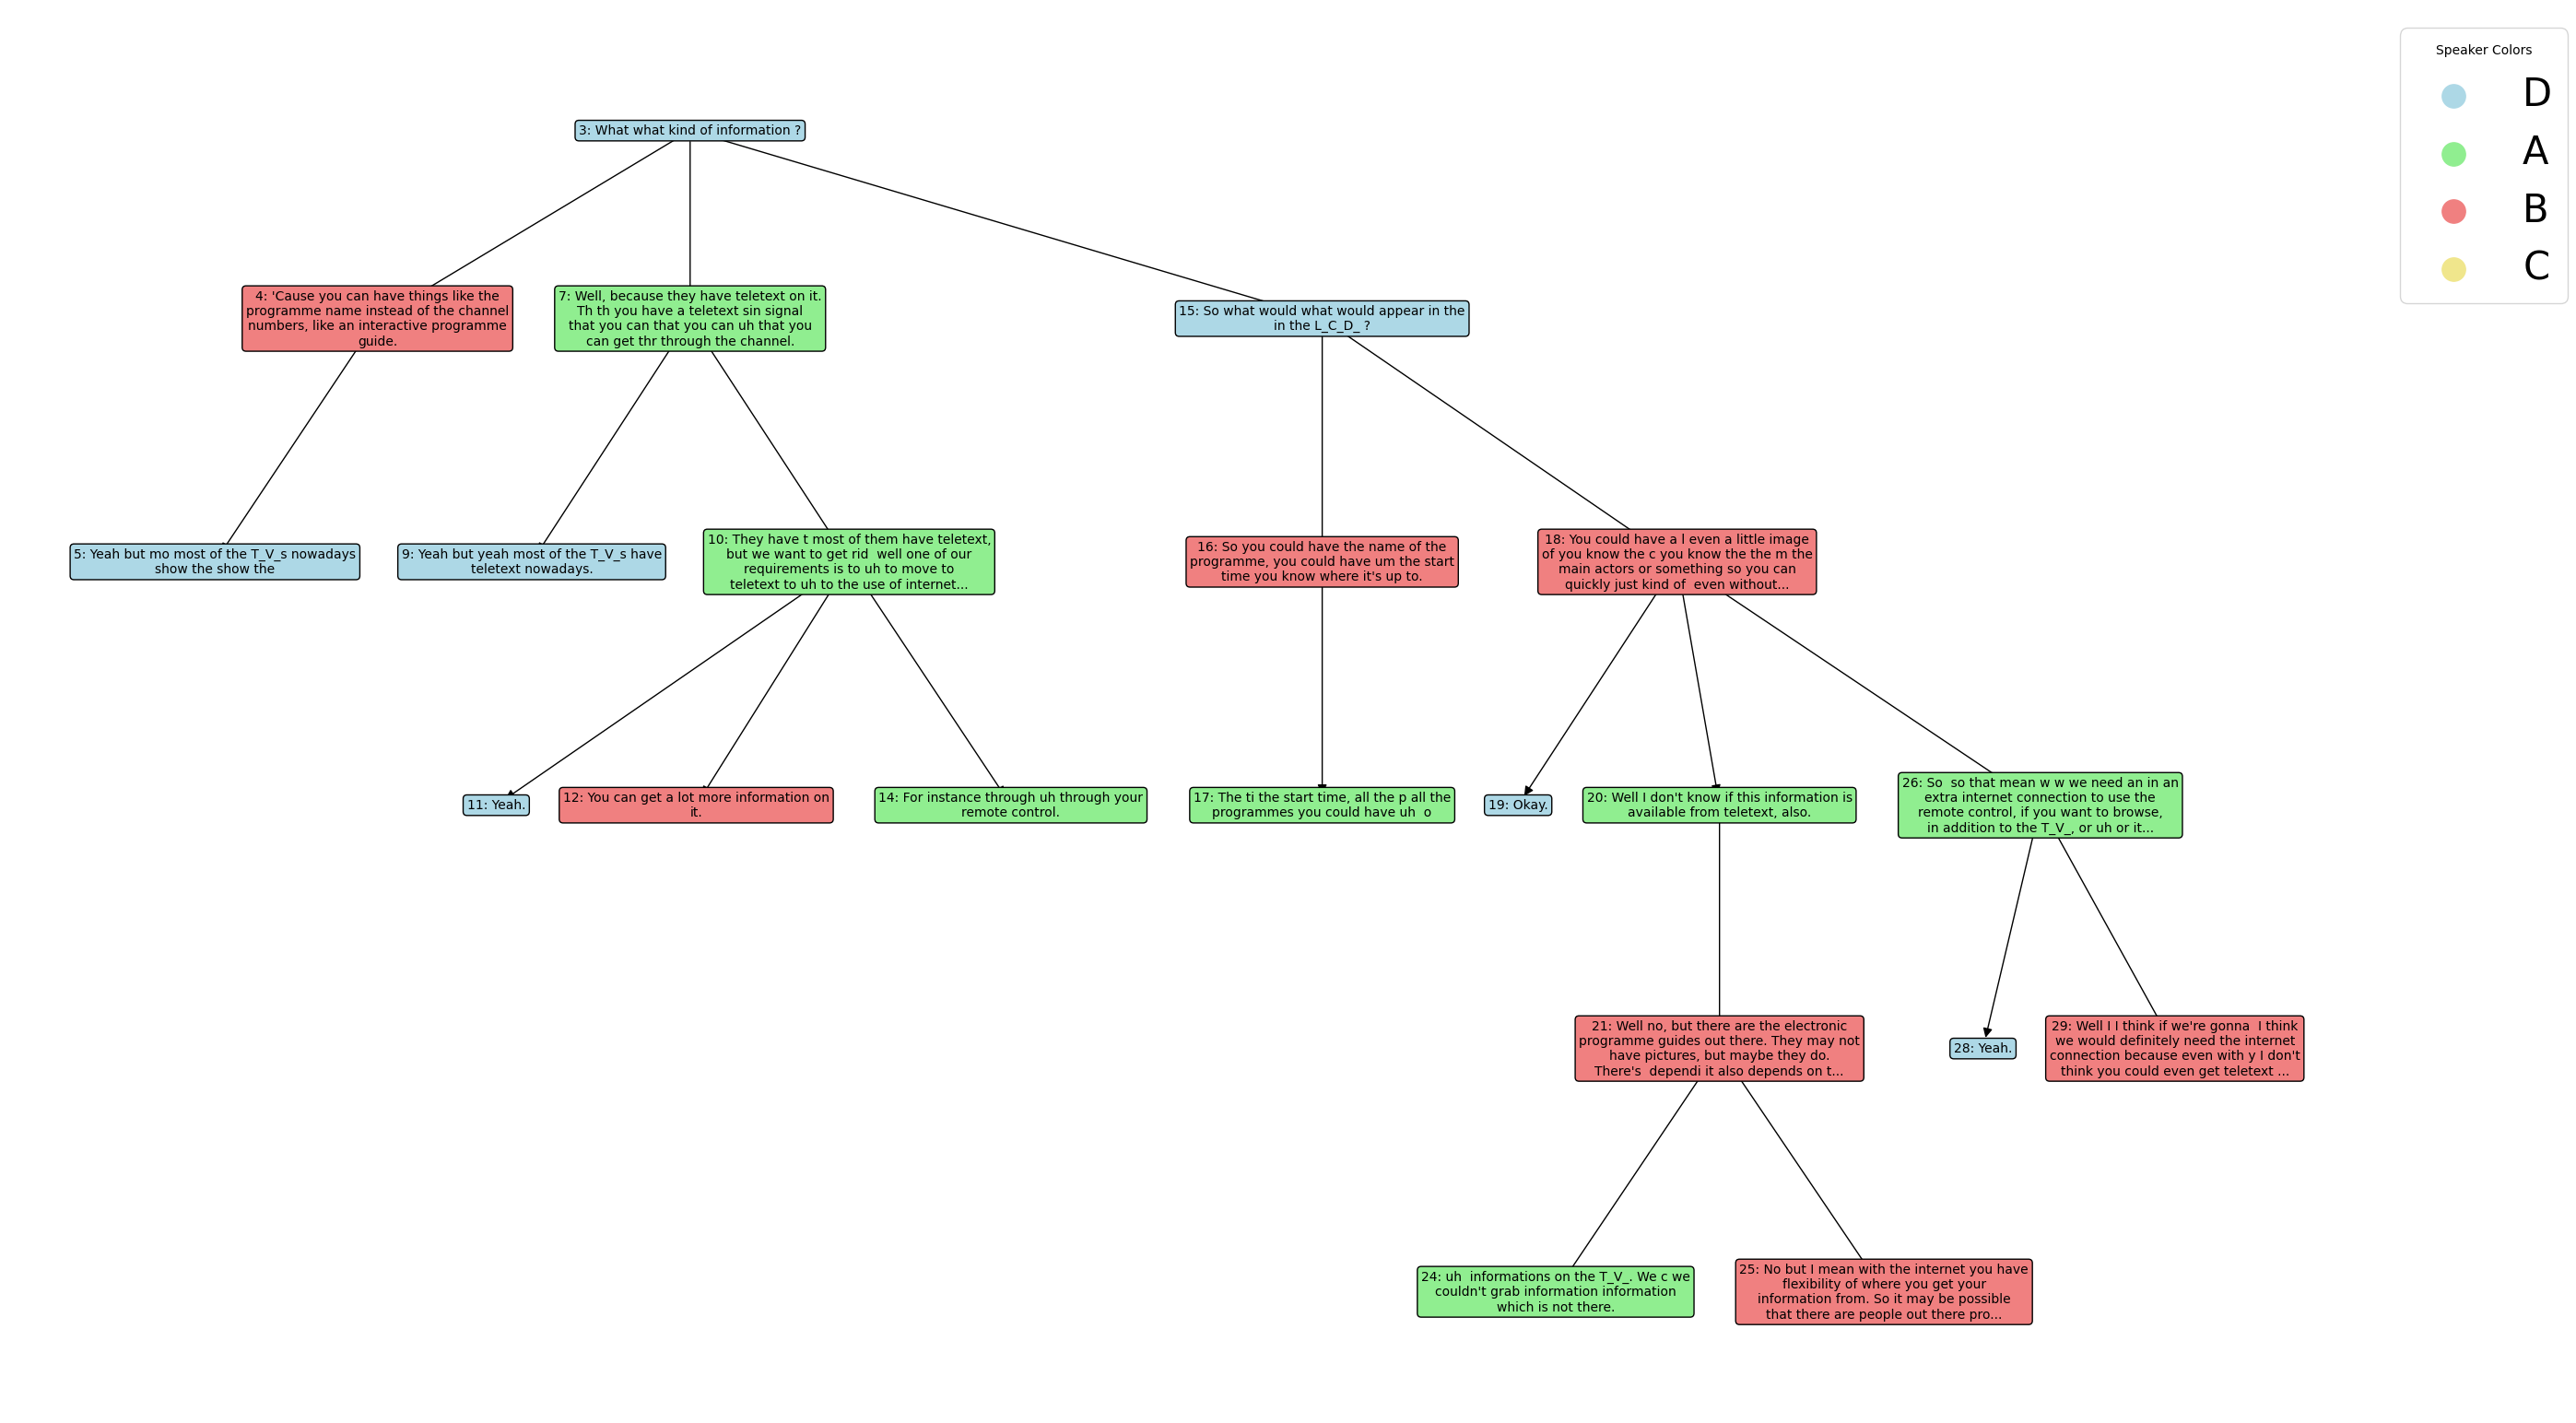 Speaker Colors
D
A
B
C
3: What what kind of information ?
4: 'Cause you can have things like the
programme name instead of the channel
numbers, like an interactive programme
guide.
7: Well, because they have teletext on it.
Th th you have a teletext sin signal
that you can that you can uh that you
can get thr through the channel.
15: So what would what would appear in the
in the L_C_D_ ?
5: Yeah but mo most of the T_V_s nowadays
show the show the
9: Yeah but yeah most of the T_V_s have
teletext nowadays.
10: They have t most of them have teletext,
but we want to get rid  well one of our
requirements is to uh to move to
teletext to uh to the use of internet...
16: So you could have the name of the
programme, you could have um the start
time you know where it's up to.
18: You could have a l even a little image
of you know the c you know the the m the
main actors or something so you can
quickly just kind of  even without...
11: Yeah.
12: You can get a lot more information on
it.
14: For instance through uh through your
remote control.
17: The ti the start time, all the p all the
programmes you could have uh  o
19: Okay.
20: Well I don't know if this information is
available from teletext, also.
26: So  so that mean w w we need an in an
extra internet connection to use the
remote control, if you want to browse,
in addition to the T_V_, or uh or it...
21: Well no, but there are the electronic
programme guides out there. They may not
have pictures, but maybe they do.
There's  dependi it also depends on t...
28: Yeah.
29: Well I I think if we're gonna  I think
we would definitely need the internet
connection because even with y I don't
think you could even get teletext ...
24: uh  informations on the T_V_. We c we
couldn't grab information information
which is not there.
25: No but I mean with the internet you have
flexibility of where you get your
information from. So it may be possible
that there are people out there pro...